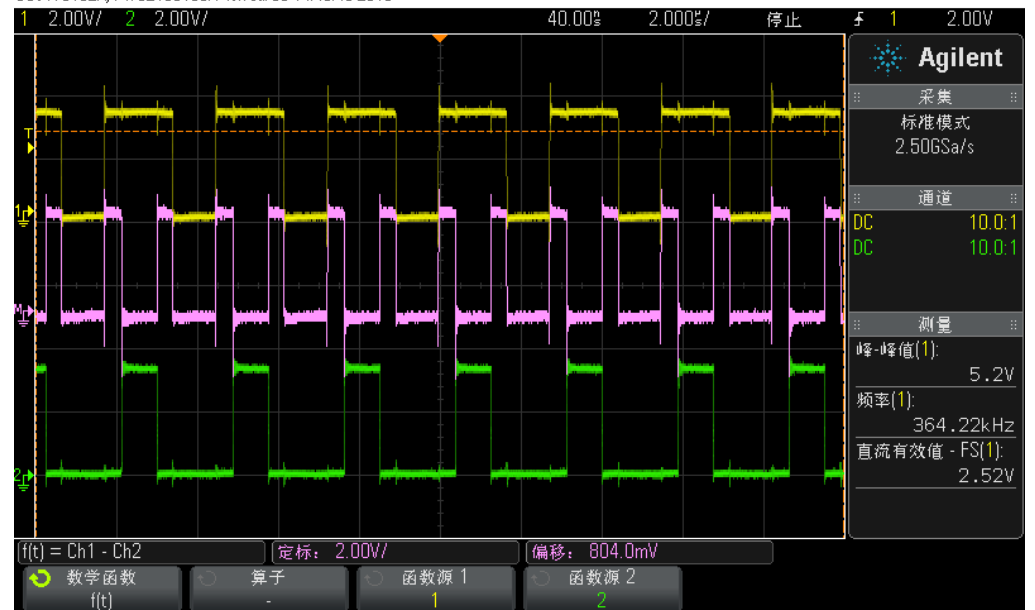 1 2.00V/ 2 2.00V/ 40.00s 2.000s/ 停止 1 2.00V
Agilent
采集
标准模式
2.50GSa/s
通道
DC 10.0:1
DC 10.0:1
测量
峰-峰值(1):
5.2V
频率(1):
364.22kHz
直流有效值 - FS(1):
2.52V
T
1
M
2
f(t) = Ch1 - Ch2 定标: 2.00V/ 偏移: 804.0mV
数学函数 算子 函数源 1 函数源 2
f(t) - 1 2